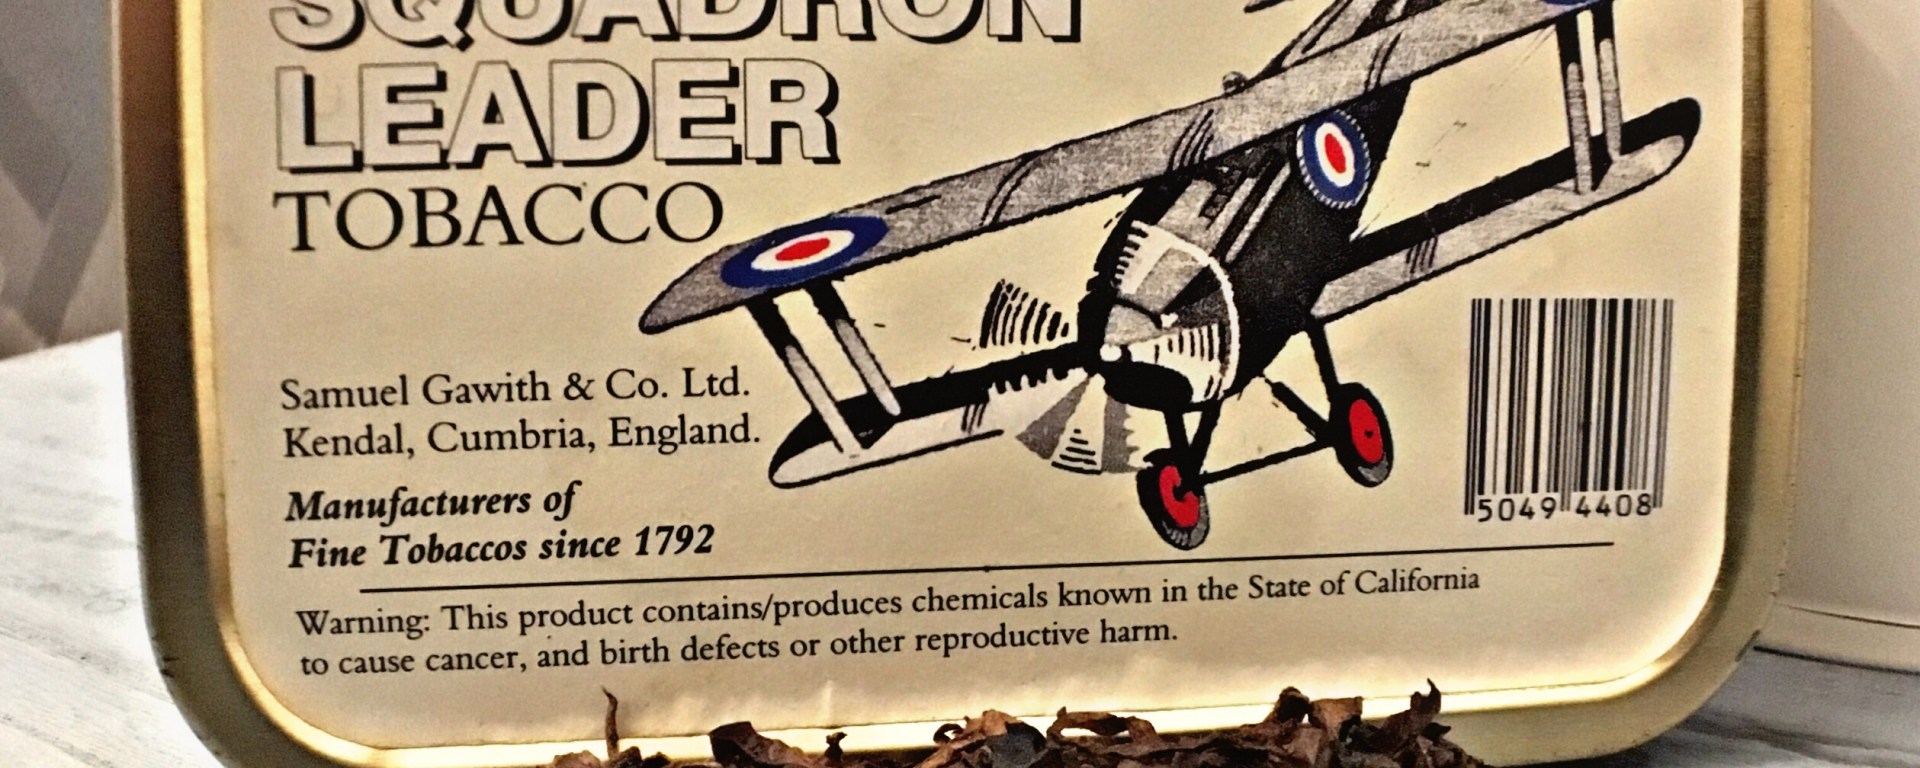 SQUADRON
LEADER
TOBACCO
Samuel Gawith & Co. Ltd.
Kendal, Cumbria, England.
Manufacturers of
Fine Tobaccos since 1792
5049 4408
Warning: This product contains/produces chemicals known in the State of California
to cause cancer, and birth defects or other reproductive harm.